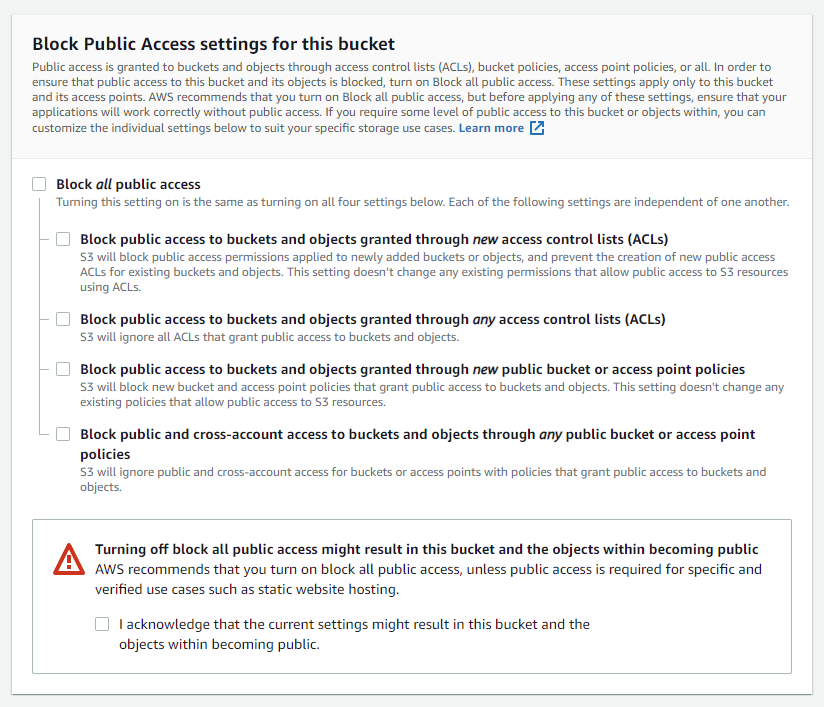 Block Public Access settings for this bucket
Public access is granted to buckets and objects through access control lists (ACLs), bucket policies, access point policies, or all. In order to
ensure that public access to this bucket and its objects is blocked, turn on Block all public access. These settings apply only to this bucket
and its access points. AWS recommends that you turn on Block all public access, but before applying any of these settings, ensure that your
applications will work correctly without public access. If you require some level of public access to this bucket or objects within, you can
customize the individual settings below to suit your specific storage use cases. Learn more
Block all public access
Turning this setting on is the same as turning on all four settings below. Each of the following settings are independent of one another.
Block public access to buckets and objects granted through new access control lists (ACLs)
S3 will block public access permissions applied to newly added buckets or objects, and prevent the creation of new public access
ACLs for existing buckets and objects. This setting doesn't change any existing permissions that allow public access to S3 resources
using ACLs.
Block public access to buckets and objects granted through any access control lists (ACLs)
S3 will ignore all ACLs that grant public access to buckets and objects.
Block public access to buckets and objects granted through new public bucket or access point policies
S3 will block new bucket and access point policies that grant public access to buckets and objects. This setting doesn't change any
existing policies that allow public access to S3 resources.
Block public and cross-account access to buckets and objects through any public bucket or access point
policies
S3 will ignore public and cross-account access for buckets or access points with policies that grant public access to buckets and
objects.
Turning off block all public access might result in this bucket and the objects within becoming public
AWS recommends that you turn on block all public access, unless public access is required for specific and
verified use cases such as static website hosting.
I acknowledge that the current settings might result in this bucket and the
objects within becoming public.